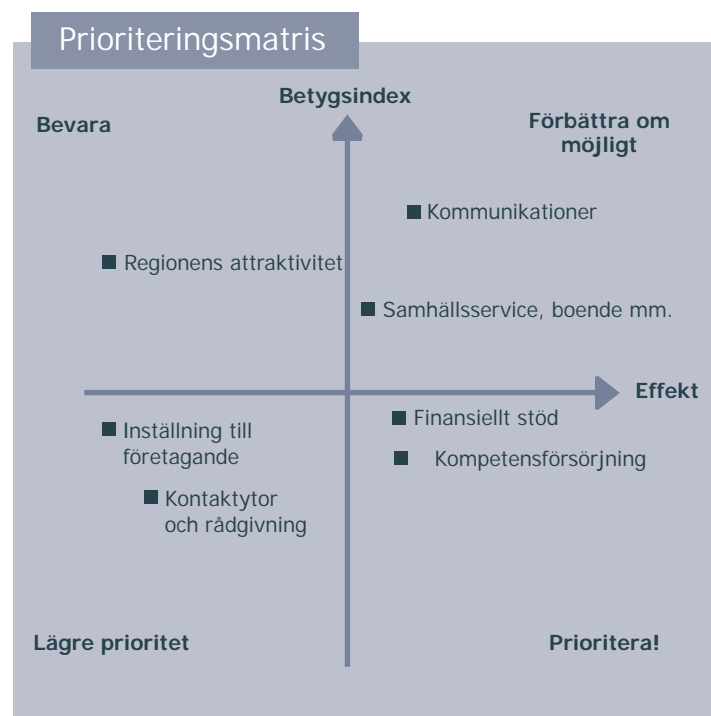 Prioriteringsmatris
Betygsindex
Bevara
Förbättra om
möjligt
Kommunikationer
Regionens attraktivitet
Samhällsservice, boende mm.
Effekt
Finansiellt stöd
Inställning till
företagande
Kompetensförsörjning
Kontaktytor
och rådgivning
Lägre prioritet
Prioritera!